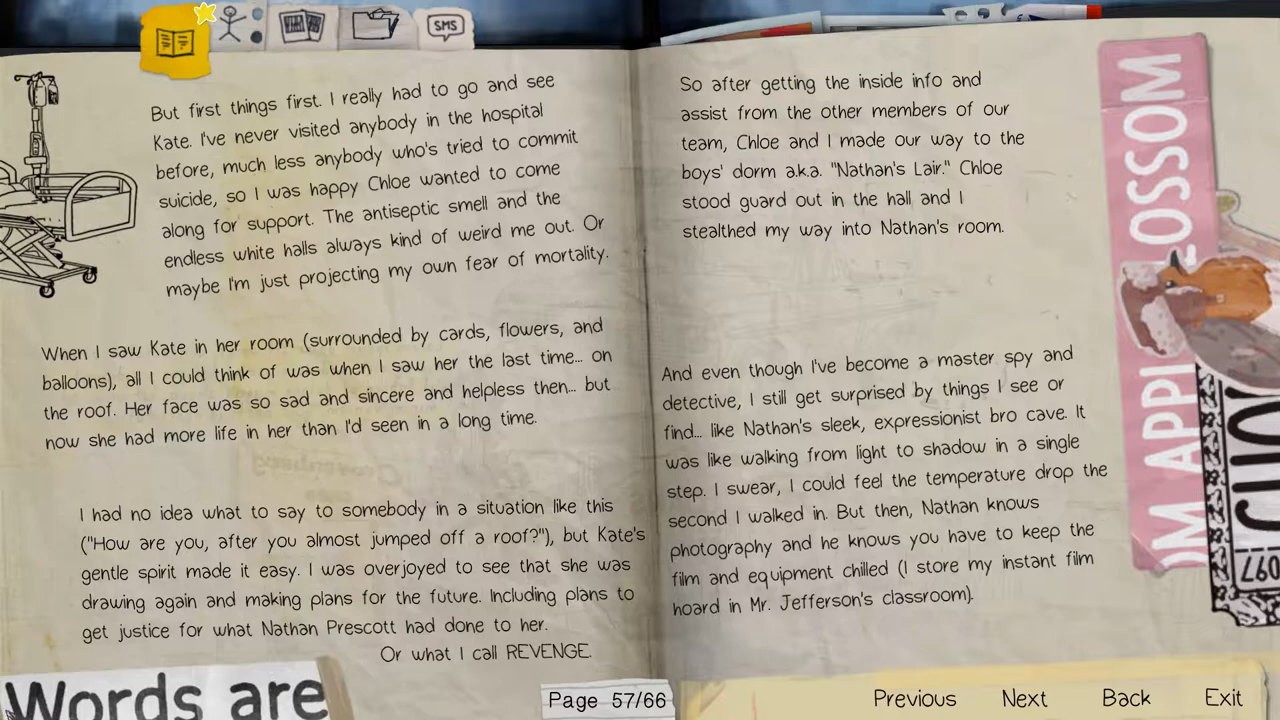 SMS
But first things first. I really had to go and see
Kate. I've never visited anybody in the hospital
before, much less anybody who's tried to commit
suicide, so I was happy Chloe wanted to come
along for support. The antiseptic smell and the
endless white halls always kind of weird me out. Or
maybe I'm just projecting my own fear of mortality.
When I saw Kate in her room (surrounded by cards, flowers, and
balloons), all I could think of was when I saw her the last time... on
the roof. Her face was so sad and sincere and helpless then... but
now she had more life in her than I'd seen in a long time.
I had no idea what to say to somebody in a situation like this
("How are you, after you almost jumped off a roof?"), but Kate's
gentle spirit made it easy. I was overjoyed to see that she was
drawing again and making plans for the future. Including plans to
get justice for what Nathan Prescott had done to her.
Or what I call REVENGE.
Words are
So after getting the inside info and
assist from the other members of our
team, Chloe and I made our way to the
boys' dorm a.k.a. "Nathan's Lair." Chloe
stood guard out in the hall and I
stealthed my way into Nathan's room.
And even though I've become a master spy and
detective, I still get surprised by things I see or
find... like Nathan's sleek, expressionist bro cave. It
was like walking from light to shadow in a single
step. I swear, I could feel the temperature drop the
second I walked in. But then, Nathan knows
photography and he knows you have to keep the
film and equipment chilled (I store my instant film
hoard in Mr. Jefferson's classroom).
Page 57/66
Previous Next Back Exit